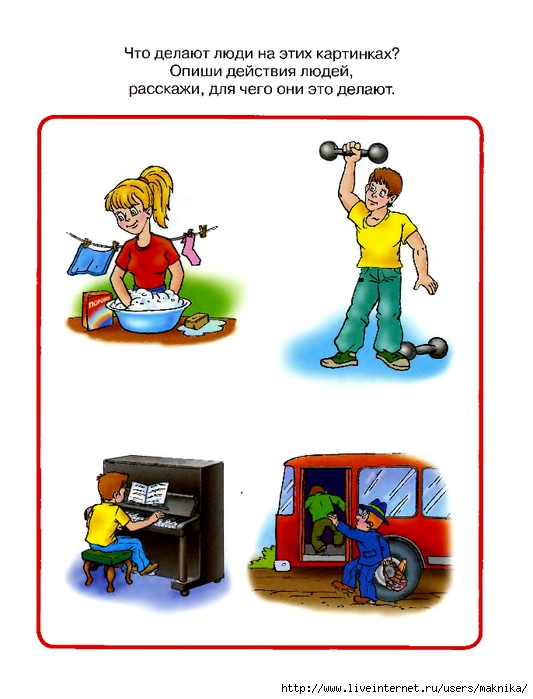 Что делают люди на этих картинках?
Опиши действия людей,
расскажи, для чего они это делают.
ПОРОШОК
http://www.liveinternet.ru/users/maknika/